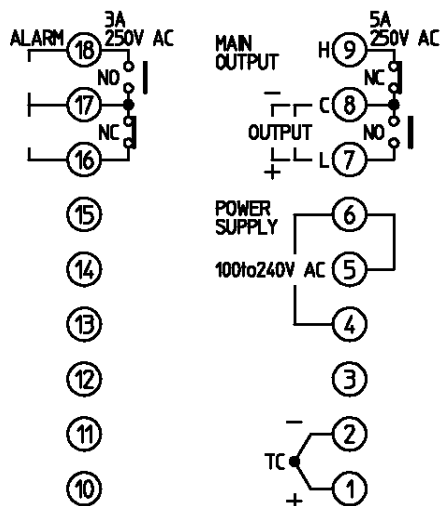 3A
ALARM 18 250V AC
NO
17
NC
16
15
14
13
12
11
10
5A
MAIN OUTPUT H 9 250V AC
NC
− C 8
OUTPUT NO
+ L 7
POWER SUPPLY 6
100to240V AC 5
4
3
− 2
TC
+ 1